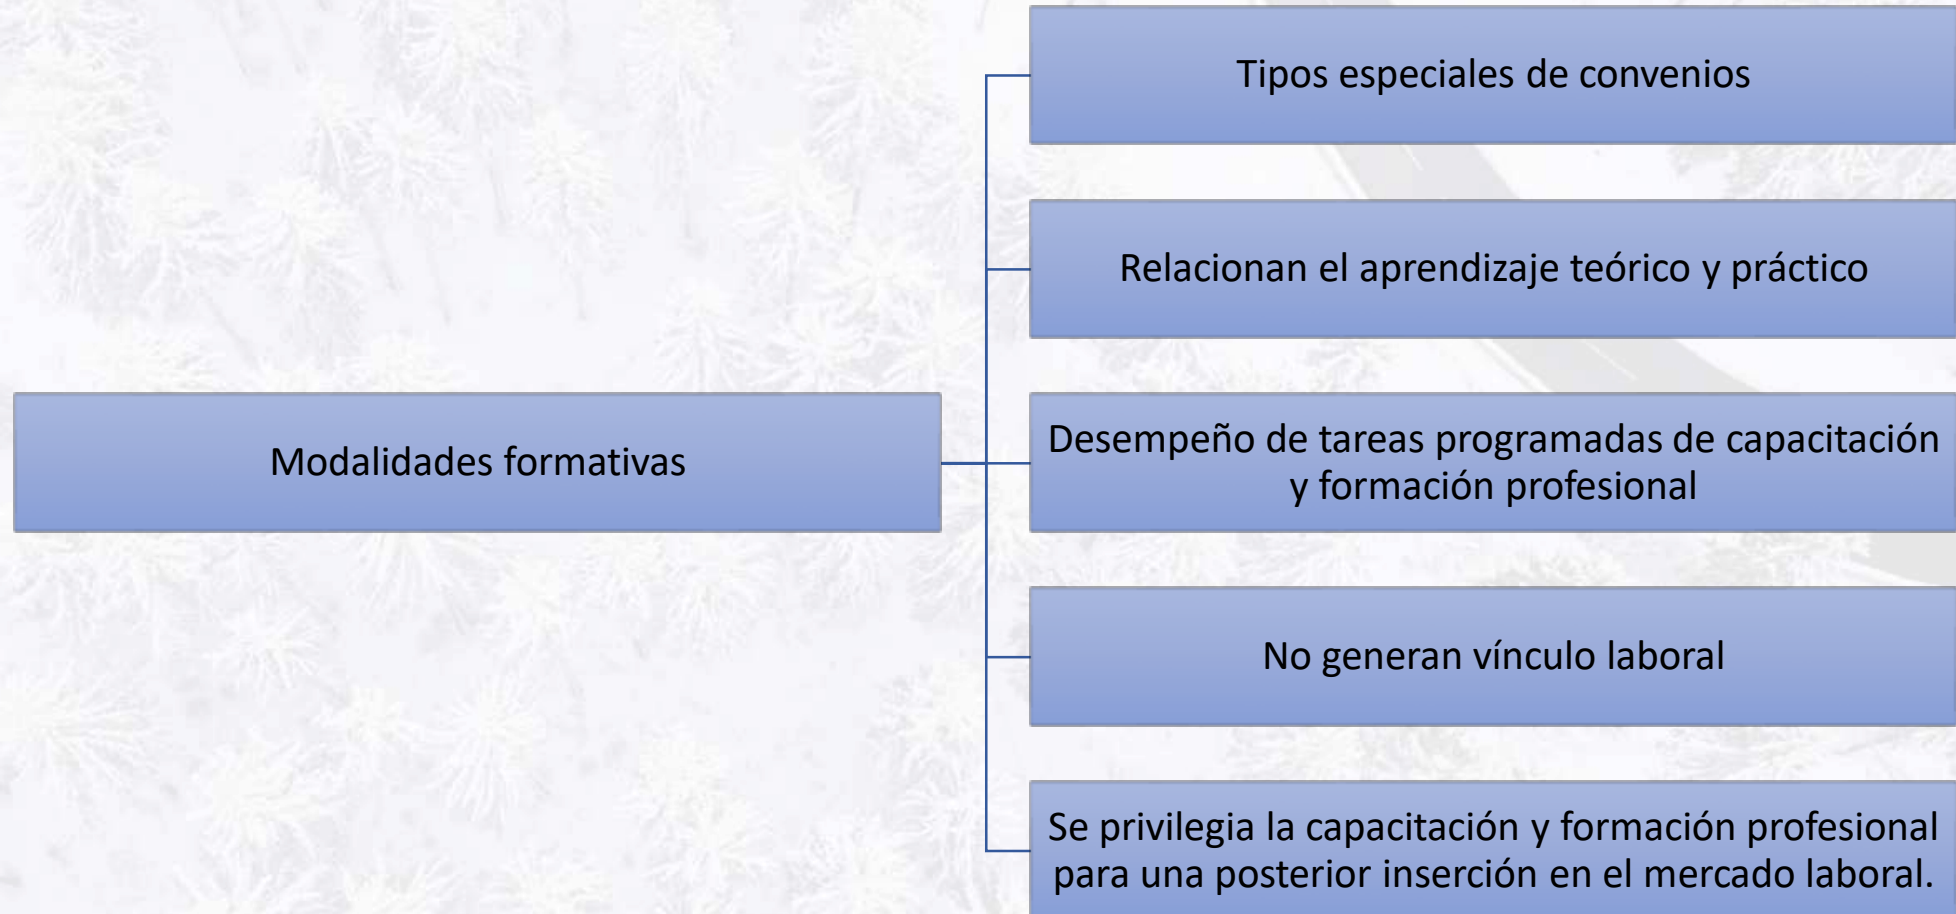 Modalidades formativas
Tipos especiales de convenios
Relacionan el aprendizaje teórico y práctico
Desempeño de tareas programadas de capacitación
y formación profesional
No generan vínculo laboral
Se privilegia la capacitación y formación profesional
para una posterior inserción en el mercado laboral.